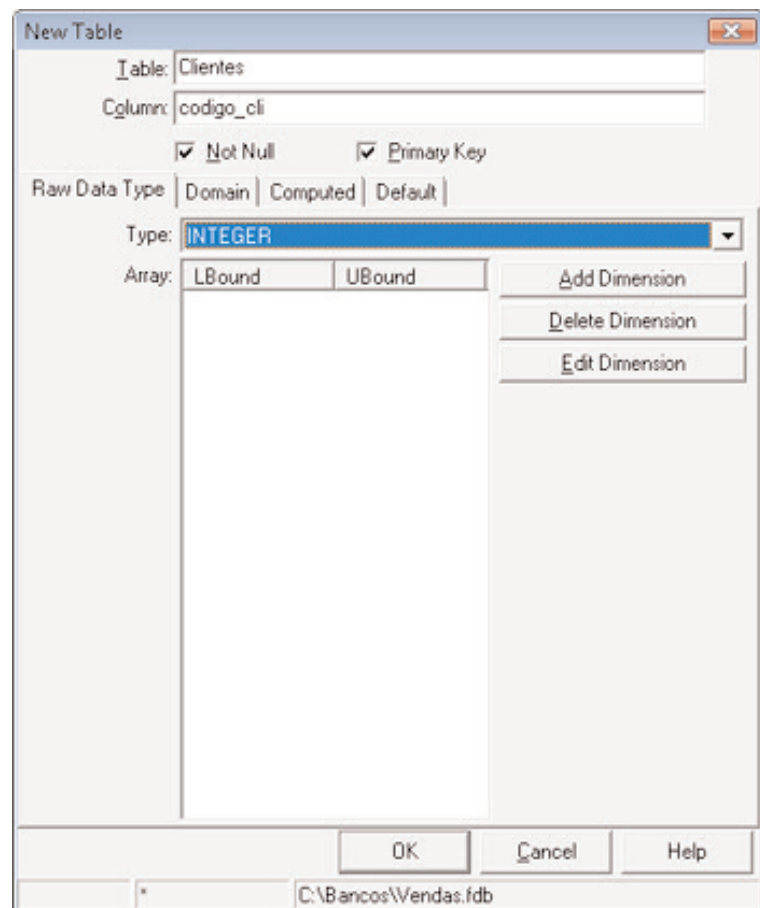 New Table
Table: Clientes
Column: codigo_cli
Not Null Primary Key
Raw Data Type Domain Computed Default
Type: INTEGER
Array: LBound UBound Add Dimension
Delete Dimension
Edit Dimension
OK Cancel Help
* C:\Bancos\Vendas.fdb